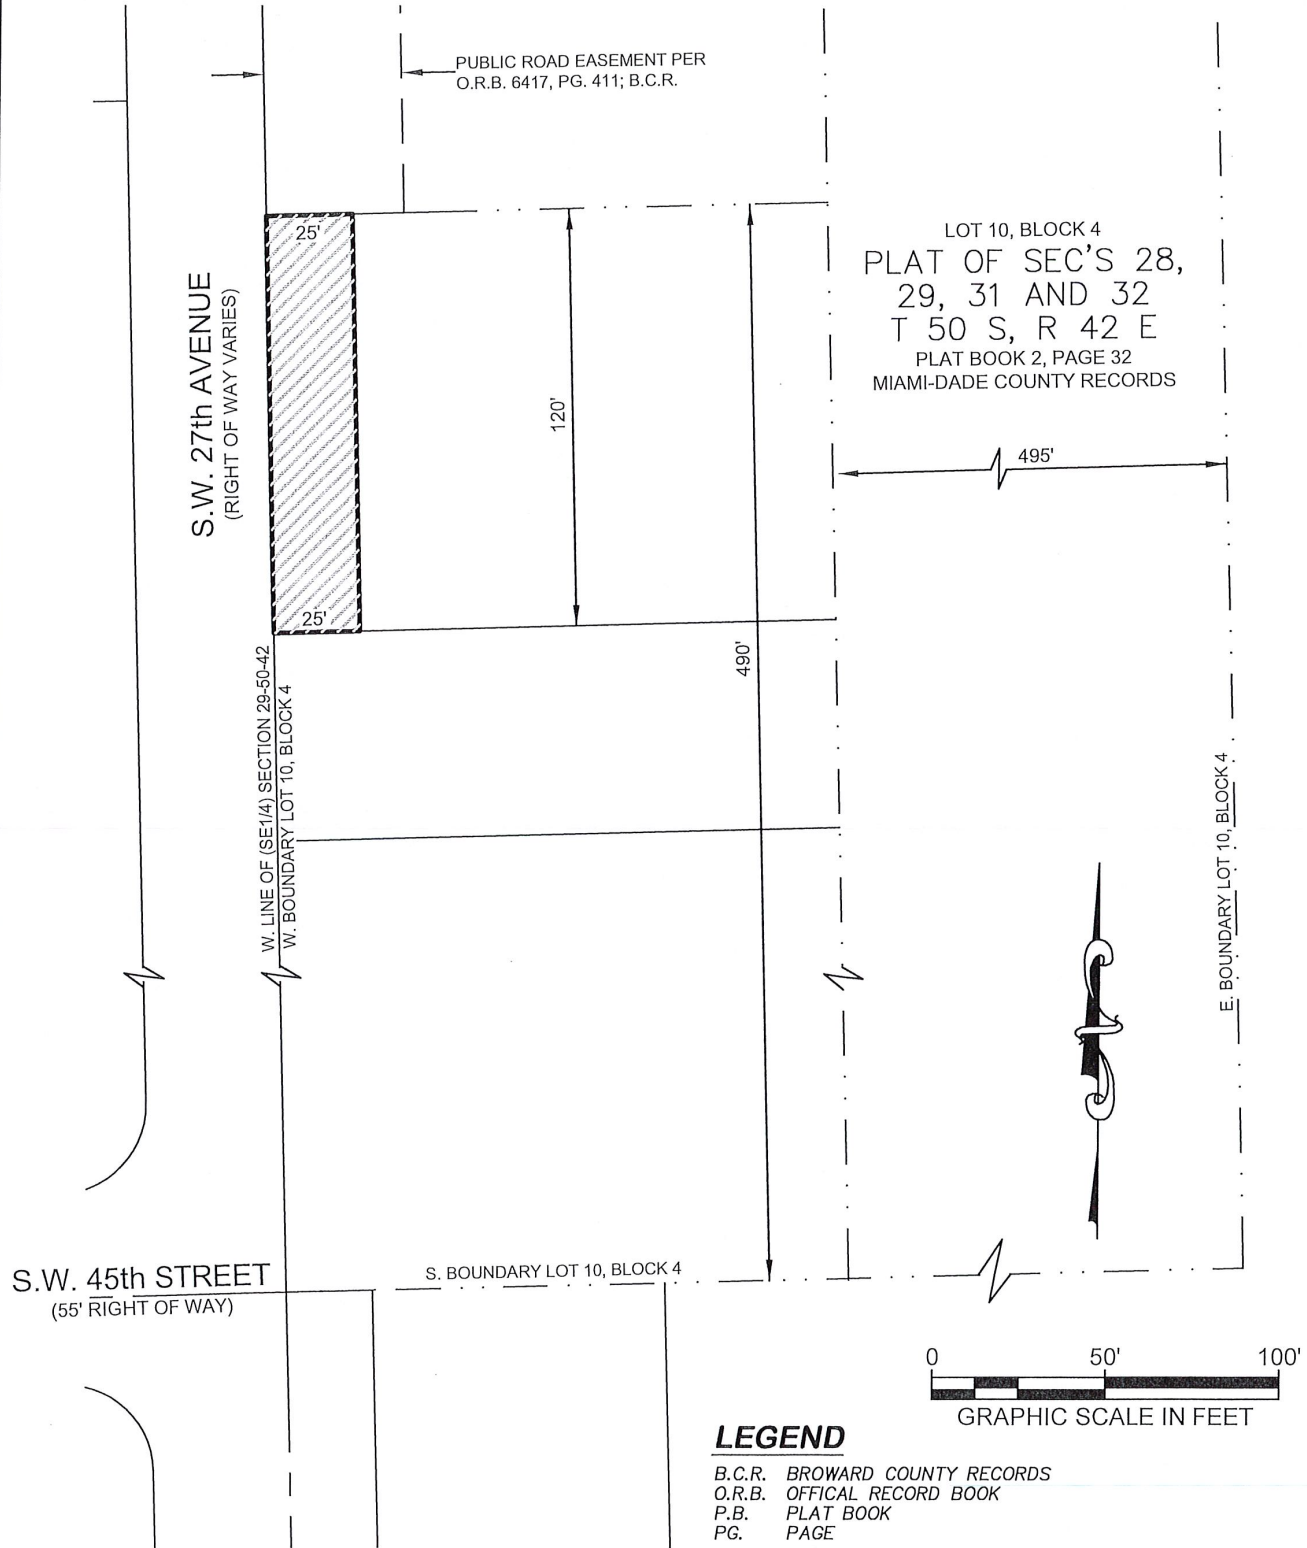 PUBLIC ROAD EASEMENT PER
O.R.B. 6417, PG. 411; B.C.R.
LOT 10, BLOCK 4
PLAT OF SEC'S 28,
29, 31 AND 32
T 50 S, R 42 E
PLAT BOOK 2, PAGE 32
MIAMI-DADE COUNTY RECORDS
25'
S.W. 27th AVENUE
(RIGHT OF WAY VARIES)
120'
495'
25'
490'
W. LINE OF (SE1/4) SECTION 29-50-42
W. BOUNDARY LOT 10, BLOCK 4
E. BOUNDARY LOT 10, BLOCK 4
S.W. 45th STREET
(55' RIGHT OF WAY)
S. BOUNDARY LOT 10, BLOCK 4
0 50' 100'
GRAPHIC SCALE IN FEET
LEGEND
B.C.R. BROWARD COUNTY RECORDS
O.R.B. OFFICAL RECORD BOOK
P.B. PLAT BOOK
PG. PAGE